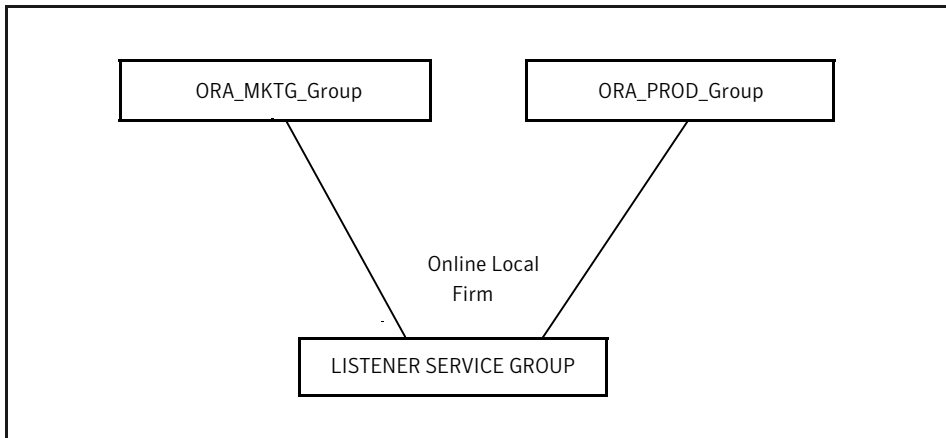 ORA_MKTG_Group
ORA_PROD_Group
Online Local
Firm
LISTENER SERVICE GROUP